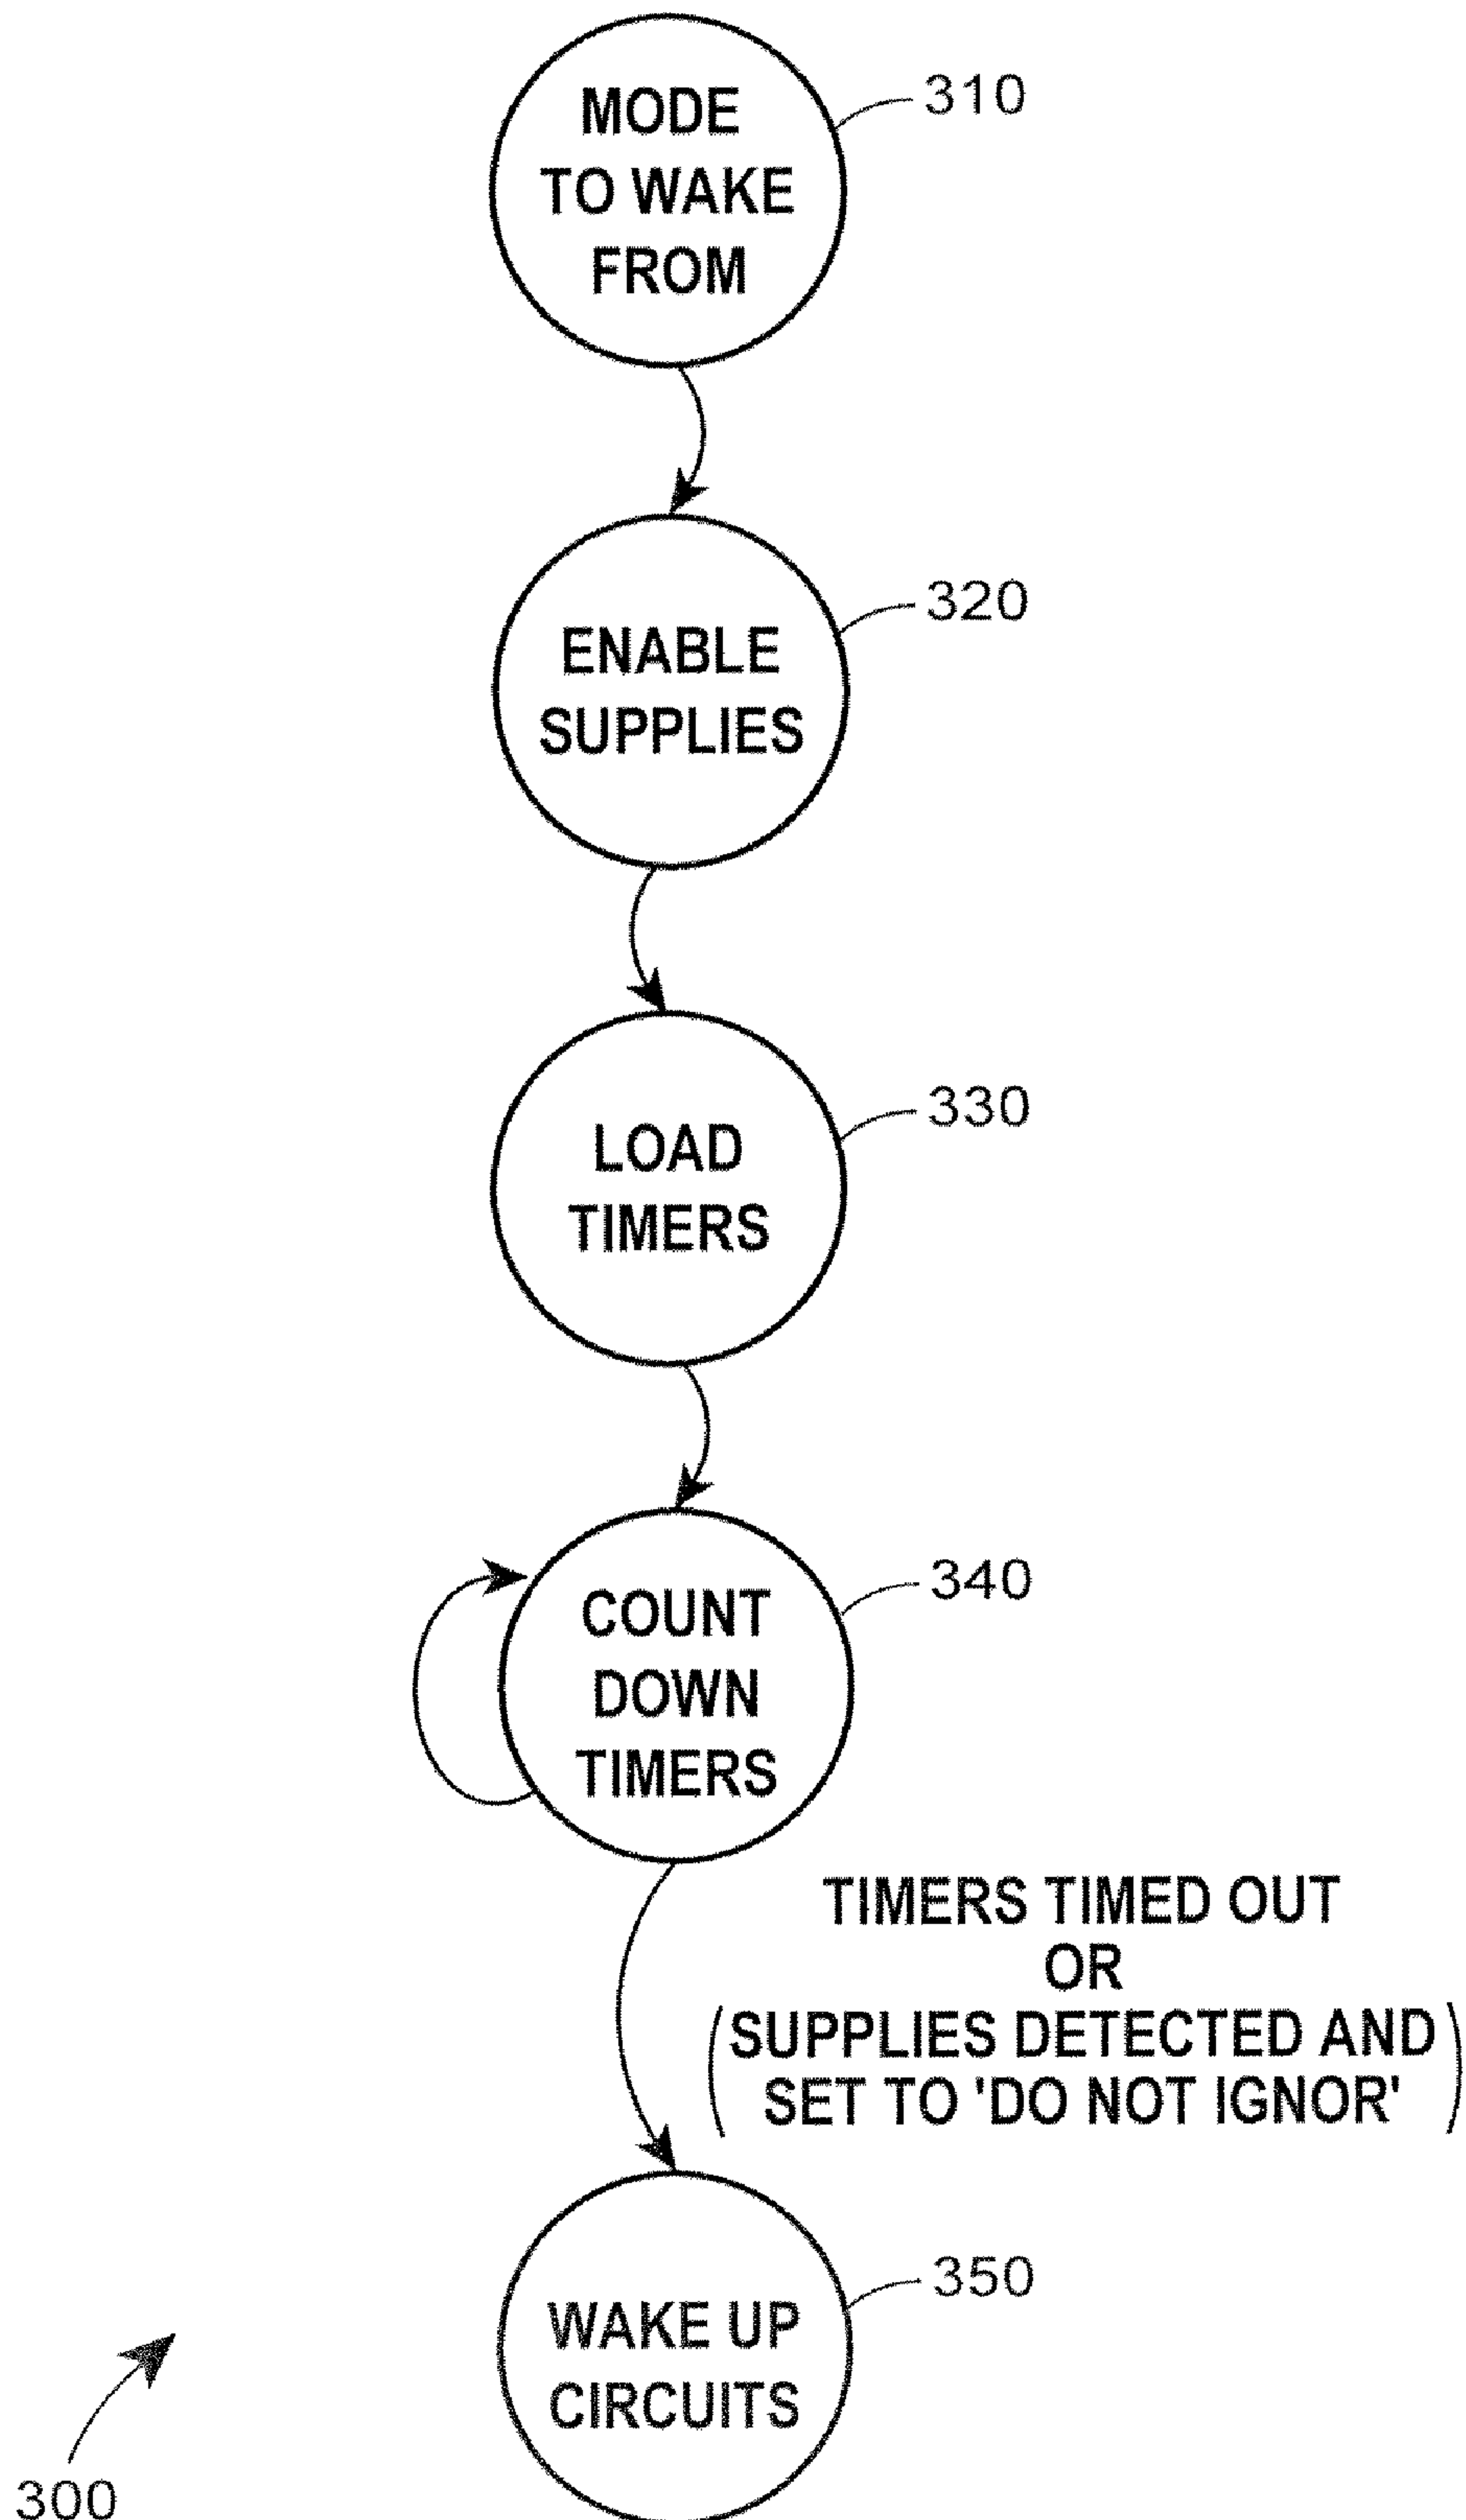 MODE
TO WAKE
FROM
310
ENABLE
SUPPLIES
320
LOAD
TIMERS
330
COUNT
DOWN
TIMERS
340
TIMERS TIMED OUT
OR
(SUPPLIES DETECTED AND
SET TO 'DO NOT IGNOR')
WAKE UP
CIRCUITS
350
300